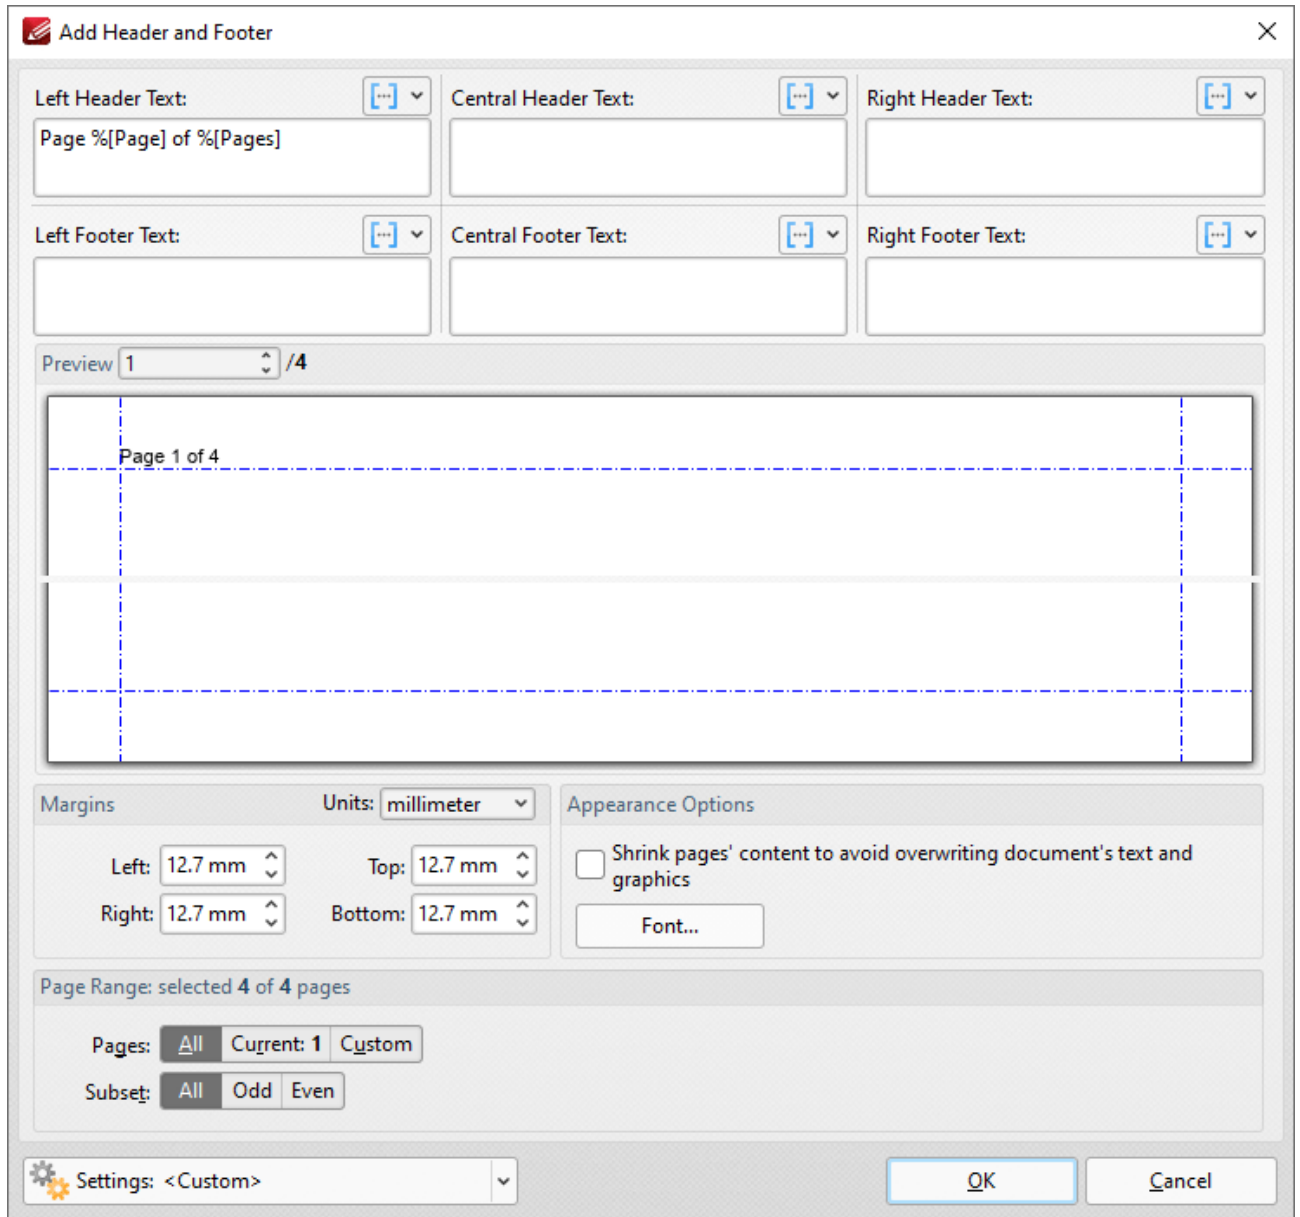 Add Header and Footer
Left Header Text:
Central Header Text:
Right Header Text:
Page %[Page] of %[Pages]
Left Footer Text:
Central Footer Text:
Right Footer Text:
Preview 1 /4
Page 1 of 4
Margins
Units: millimeter
Appearance Options
Left: 12.7 mm
Top: 12.7 mm
Right: 12.7 mm
Bottom: 12.7 mm
Shrink pages' content to avoid overwriting document's text and
graphics
Font...
Page Range: selected 4 of 4 pages
Pages: All Current: 1 Custom
Subset: All Odd Even
Settings: <Custom>
OK
Cancel